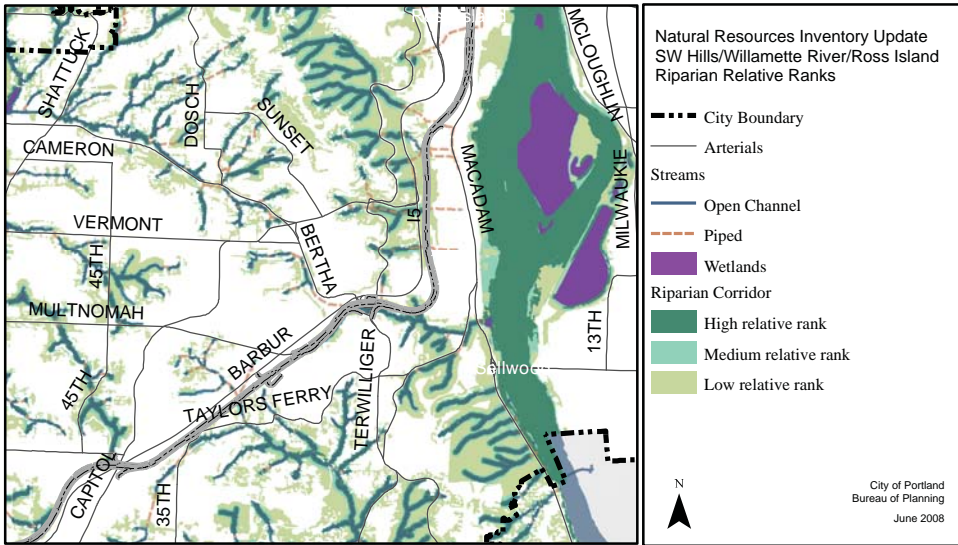 SHATTUCK
DOSCH
SUNSET
CAMERON
VERMONT
45TH
BERTHA
I5
MACADAM
MCLOUGHLIN
MILWAUKIE
MULTNOMAH
45TH
BARBUR
TAYLORS FERRY
TERWILLIGER
13TH
Sellwood
CAPITOL
35TH
Natural Resources Inventory Update
SW Hills/Willamette River/Ross Island
Riparian Relative Ranks
City Boundary
Arterials
Streams
Open Channel
Piped
Wetlands
Riparian Corridor
High relative rank
Medium relative rank
Low relative rank
N
City of Portland
Bureau of Planning
June 2008